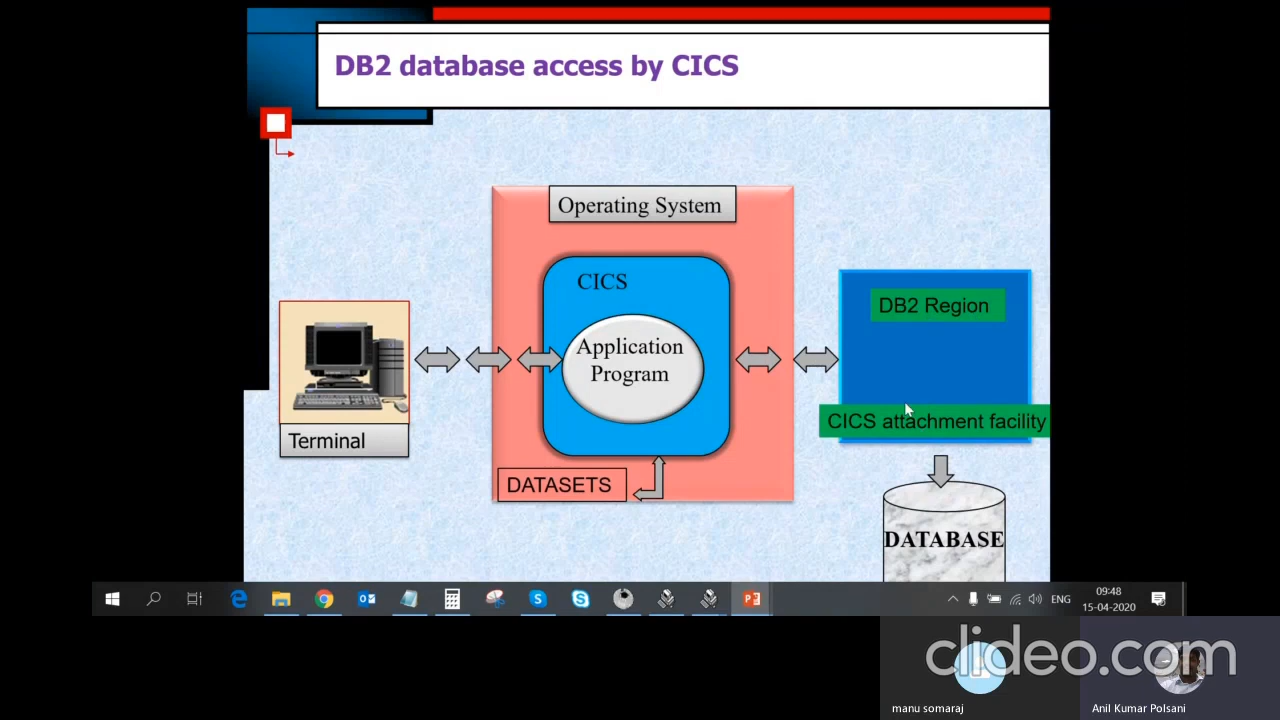 DB2 database access by CICS
Operating System
CICS
Application
Program
DB2 Region
CICS attachment facility
Terminal
DATASETS
DATABASE
ENG
09:48
15-04-2020
clideo.com
manu somaraj
Anil Kumar Polsani